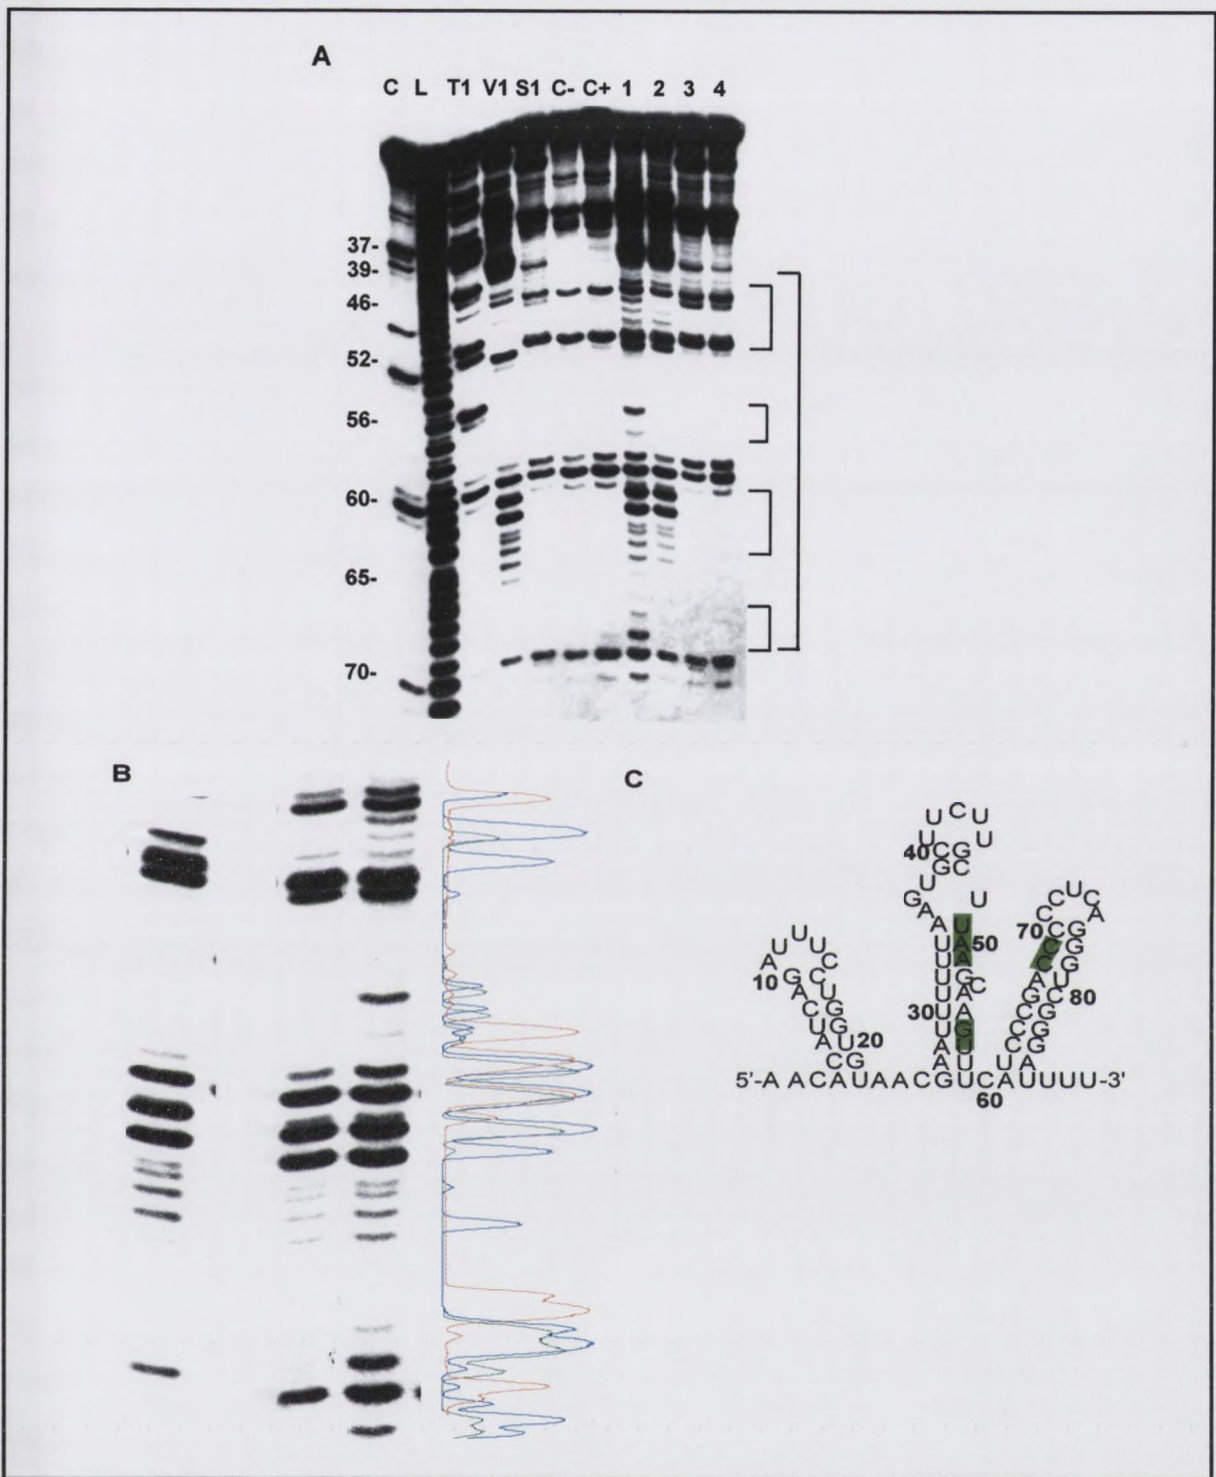 A
C L T1 V1 S1 C- C+ 1 2 3 4
37-
39-
46-
52-
56-
60-
65-
70-
B
C
U C U
U U
40 C G
G C
U
G U
A A U
U A 50
U A
U G C
U A
30 U A
U G
U U
A U
A
A U U U C
10 G C
A U
C G
U G
A U 20
C G
C U C A
C G
70 C G
C G
C U
A C 80
G G
C G
C G
C A
U A
5'-A A C A U A A C G U C A U U U U-3'
60